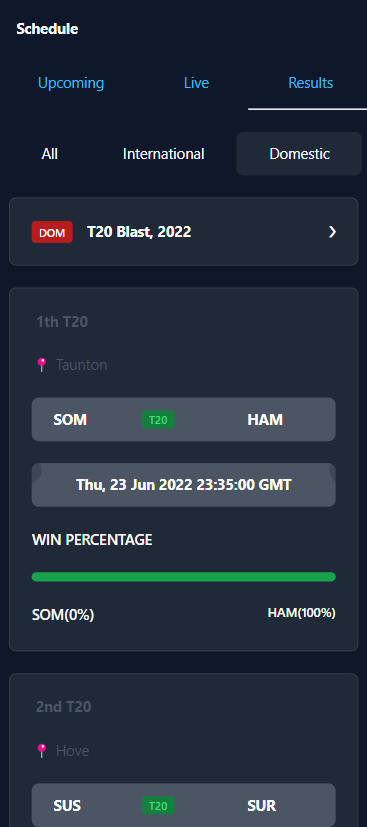 Schedule
Upcoming Live Results
All International Domestic
DOM T20 Blast, 2022
1th T20
Taunton
SOM T20 HAM
Thu, 23 Jun 2022 23:35:00 GMT
WIN PERCENTAGE
SOM(0%) HAM(100%)
2nd T20
Hove
SUS T20 SUR